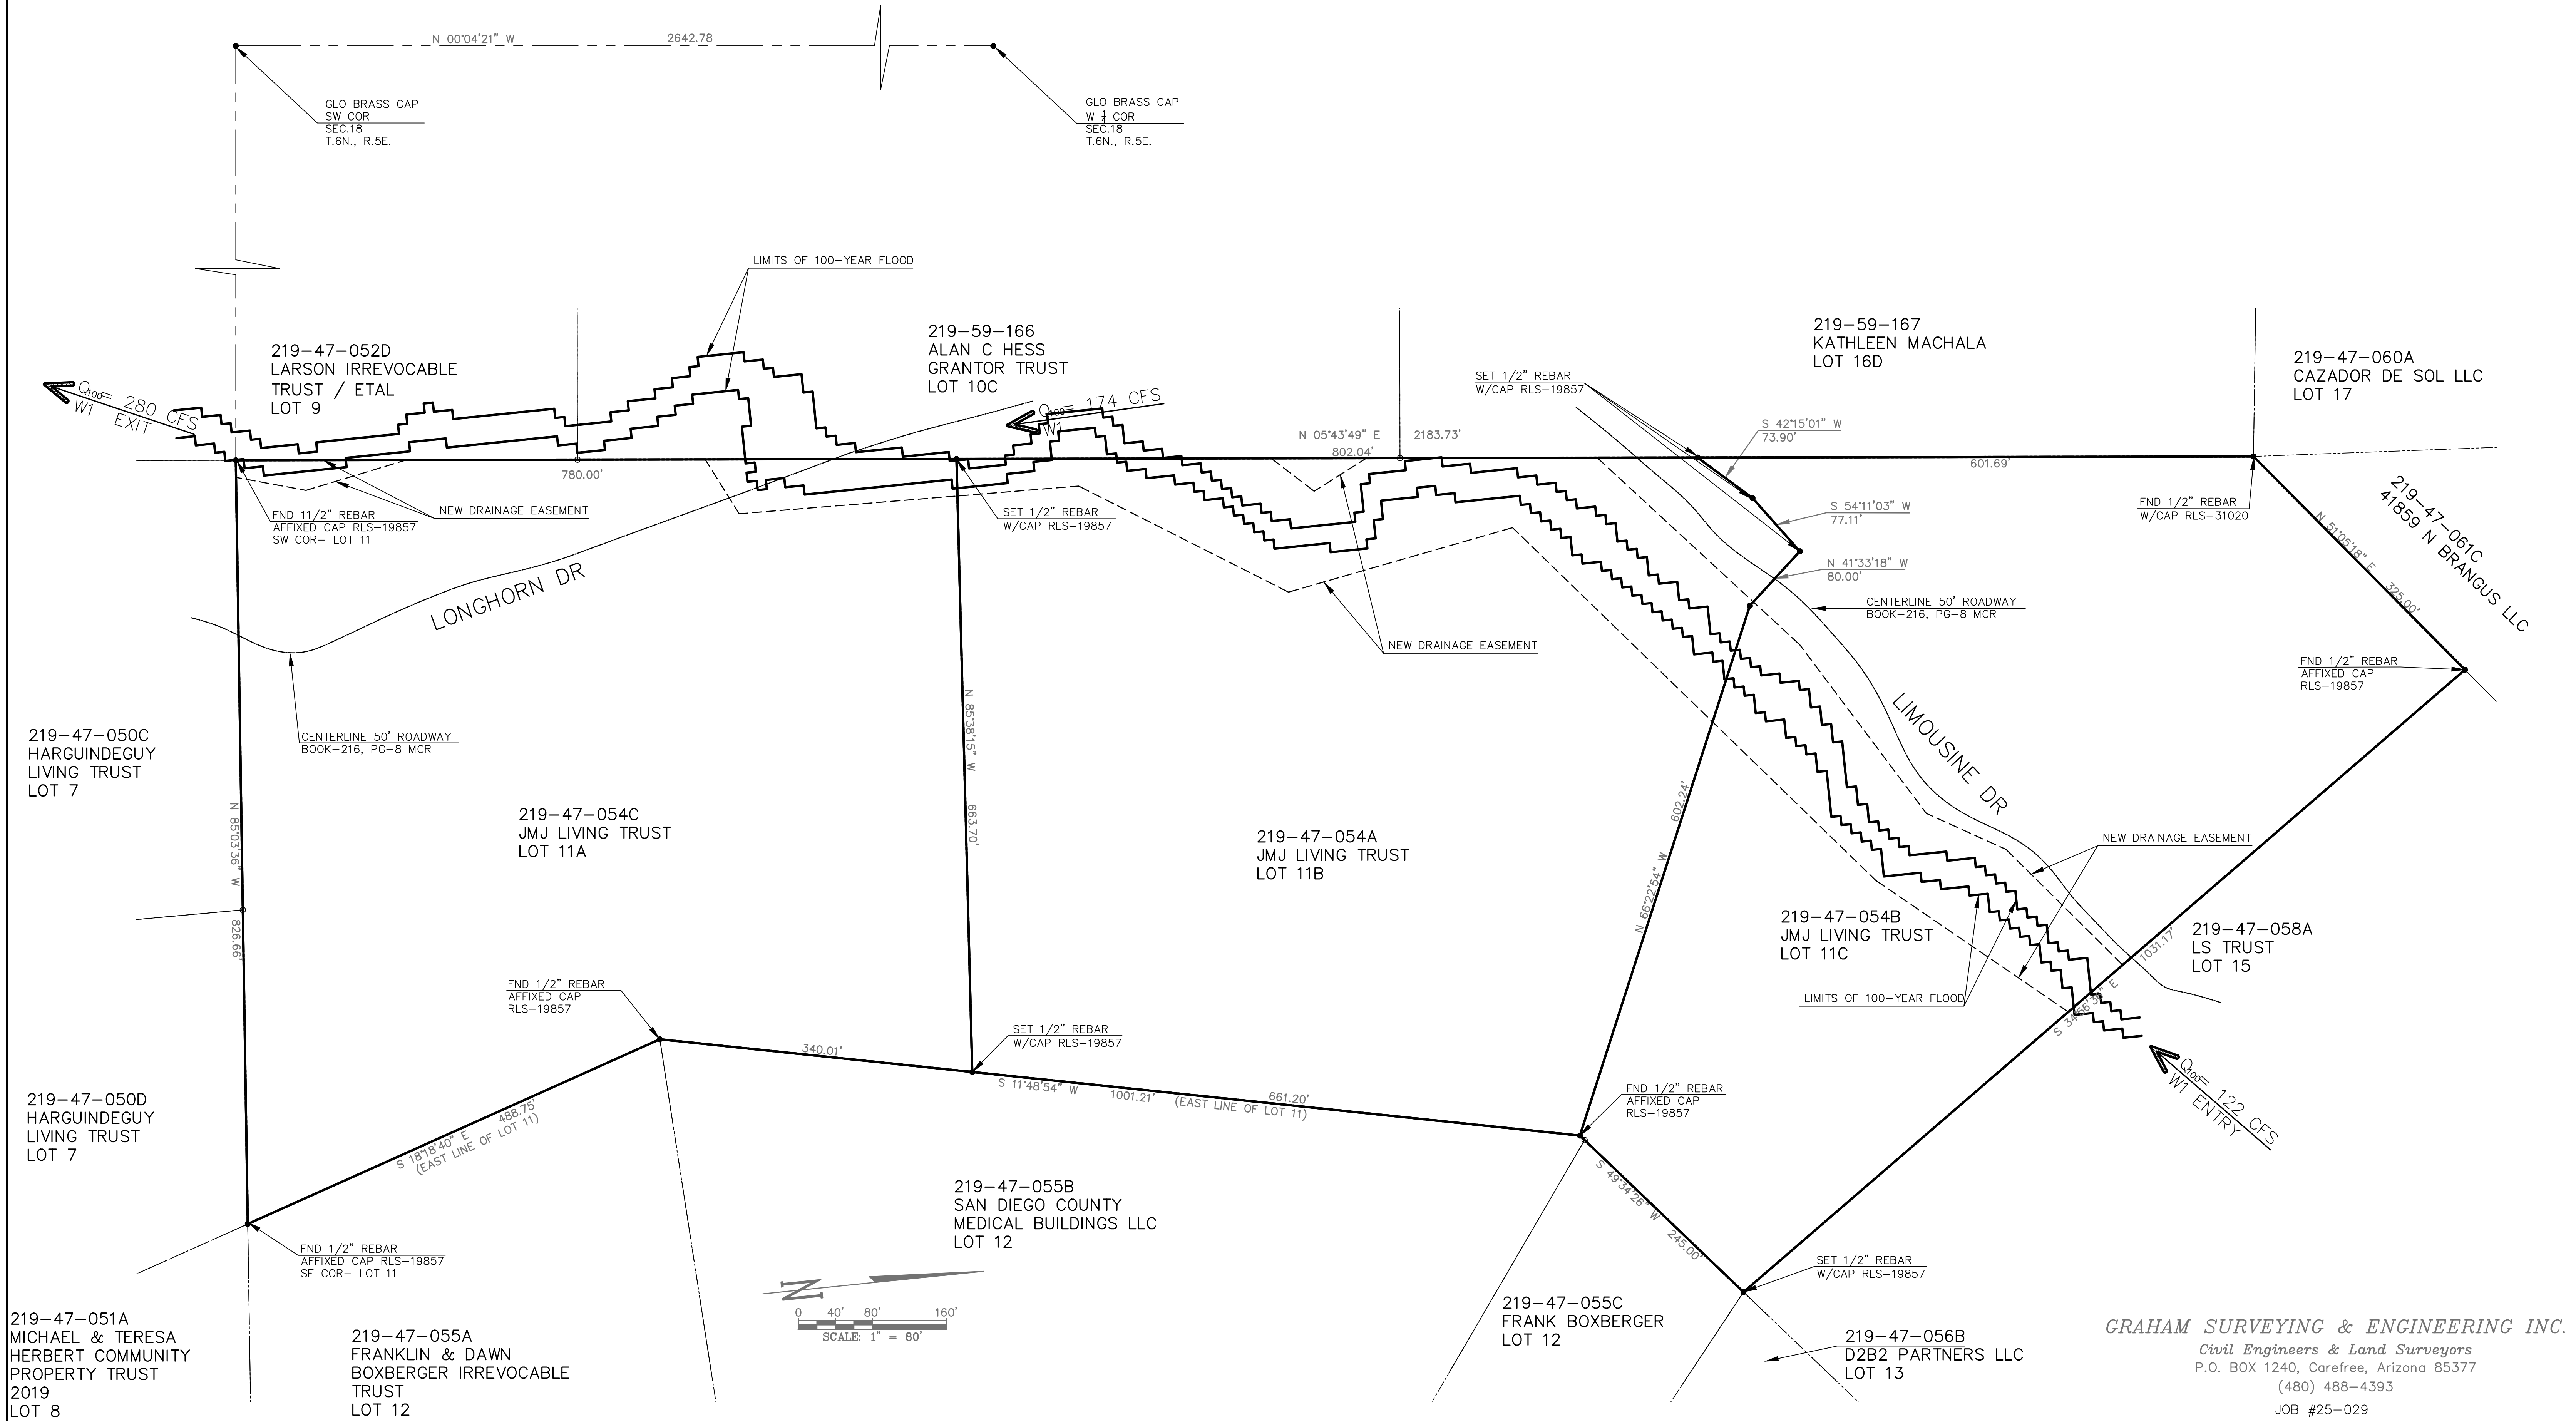 N 00°04'21" W 2642.78
GLO BRASS CAP
SW COR
SEC.18
T.6N., R.5E.
GLO BRASS CAP
W 1/4 COR
SEC.18
T.6N., R.5E.
LIMITS OF 100-YEAR FLOOD
219-47-052D
LARSON IRREVOCABLE
TRUST / ETAL
LOT 9
219-59-166
ALAN C HESS
GRANTOR TRUST
LOT 10C
219-59-167
KATHLEEN MACHALA
LOT 16D
219-47-060A
CAZADOR DE SOL LLC
LOT 17
Q100= 280 CFS
W1 EXIT
Q100= 174 CFS
W1
SET 1/2" REBAR
W/CAP RLS-19857
S 42°15'01" W
73.90'
N 05°43'49" E 2183.73'
802.04'
780.00'
601.69'
S 54°11'03" W
77.11'
N 41°33'18" W
80.00'
CENTERLINE 50' ROADWAY
BOOK-216, PG-8 MCR
FND 1/2" REBAR
W/CAP RLS-31020
219-47-061C
41859 N BRANGUS LLC
N 51°05'18" E 325.00'
FND 11/2" REBAR
AFFIXED CAP RLS-19857
SW COR- LOT 11
NEW DRAINAGE EASEMENT
SET 1/2" REBAR
W/CAP RLS-19857
LONGHORN DR
NEW DRAINAGE EASEMENT
FND 1/2" REBAR
AFFIXED CAP
RLS-19857
LIMOUSINE DR
219-47-050C
HARGUINDEGUY
LIVING TRUST
LOT 7
CENTERLINE 50' ROADWAY
BOOK-216, PG-8 MCR
N 85°38'15" W 663.70'
N 85°03'36" W 826.66'
219-47-054C
JMJ LIVING TRUST
LOT 11A
219-47-054A
JMJ LIVING TRUST
LOT 11B
N 66°22'54" W 602.24'
NEW DRAINAGE EASEMENT
219-47-054B
JMJ LIVING TRUST
LOT 11C
219-47-058A
LS TRUST
LOT 15
LIMITS OF 100-YEAR FLOOD
S 34°56'36" E 1031.17'
FND 1/2" REBAR
AFFIXED CAP
RLS-19857
340.01'
SET 1/2" REBAR
W/CAP RLS-19857
S 11°48'54" W 1001.21' 661.20'
(EAST LINE OF LOT 11)
FND 1/2" REBAR
AFFIXED CAP
RLS-19857
Q100= 122 CFS
W1 ENTRY
219-47-050D
HARGUINDEGUY
LIVING TRUST
LOT 7
S 18°18'40" E 488.75'
(EAST LINE OF LOT 11)
219-47-055B
SAN DIEGO COUNTY
MEDICAL BUILDINGS LLC
LOT 12
S 49°34'26" W 245.00'
FND 1/2" REBAR
AFFIXED CAP RLS-19857
SE COR- LOT 11
SET 1/2" REBAR
W/CAP RLS-19857
N
0 40' 80' 160'
SCALE: 1" = 80'
219-47-055C
FRANK BOXBERGER
LOT 12
219-47-056B
D2B2 PARTNERS LLC
LOT 13
219-47-051A
MICHAEL & TERESA
HERBERT COMMUNITY
PROPERTY TRUST
2019
LOT 8
219-47-055A
FRANKLIN & DAWN
BOXBERGER IRREVOCABLE
TRUST
LOT 12
GRAHAM SURVEYING & ENGINEERING INC.
Civil Engineers & Land Surveyors
P.O. BOX 1240, Carefree, Arizona 85377
(480) 488-4393
JOB #25-029